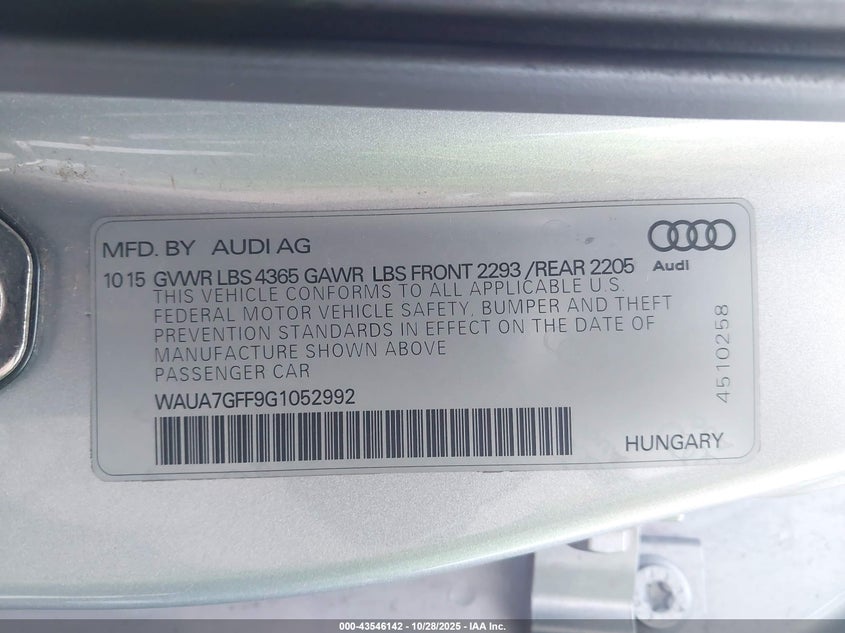 MFD. BY AUDI AG
Audi
10 15 GVWR LBS 4365 GAWR LBS FRONT 2293 /REAR 2205
THIS VEHICLE CONFORMS TO ALL APPLICABLE U.S.
FEDERAL MOTOR VEHICLE SAFETY, BUMPER AND THEFT
PREVENTION STANDARDS IN EFFECT ON THE DATE OF
MANUFACTURE SHOWN ABOVE
PASSENGER CAR
WAUA7GFF9G1052992
HUNGARY
4510258
000-43546142 - 10/28/2025 - IAA Inc.